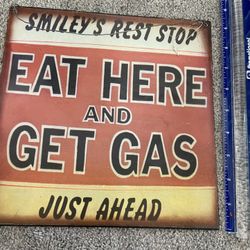 SMILEY'S REST STOP
EAT HERE
AND
GET GAS
JUST AHEAD